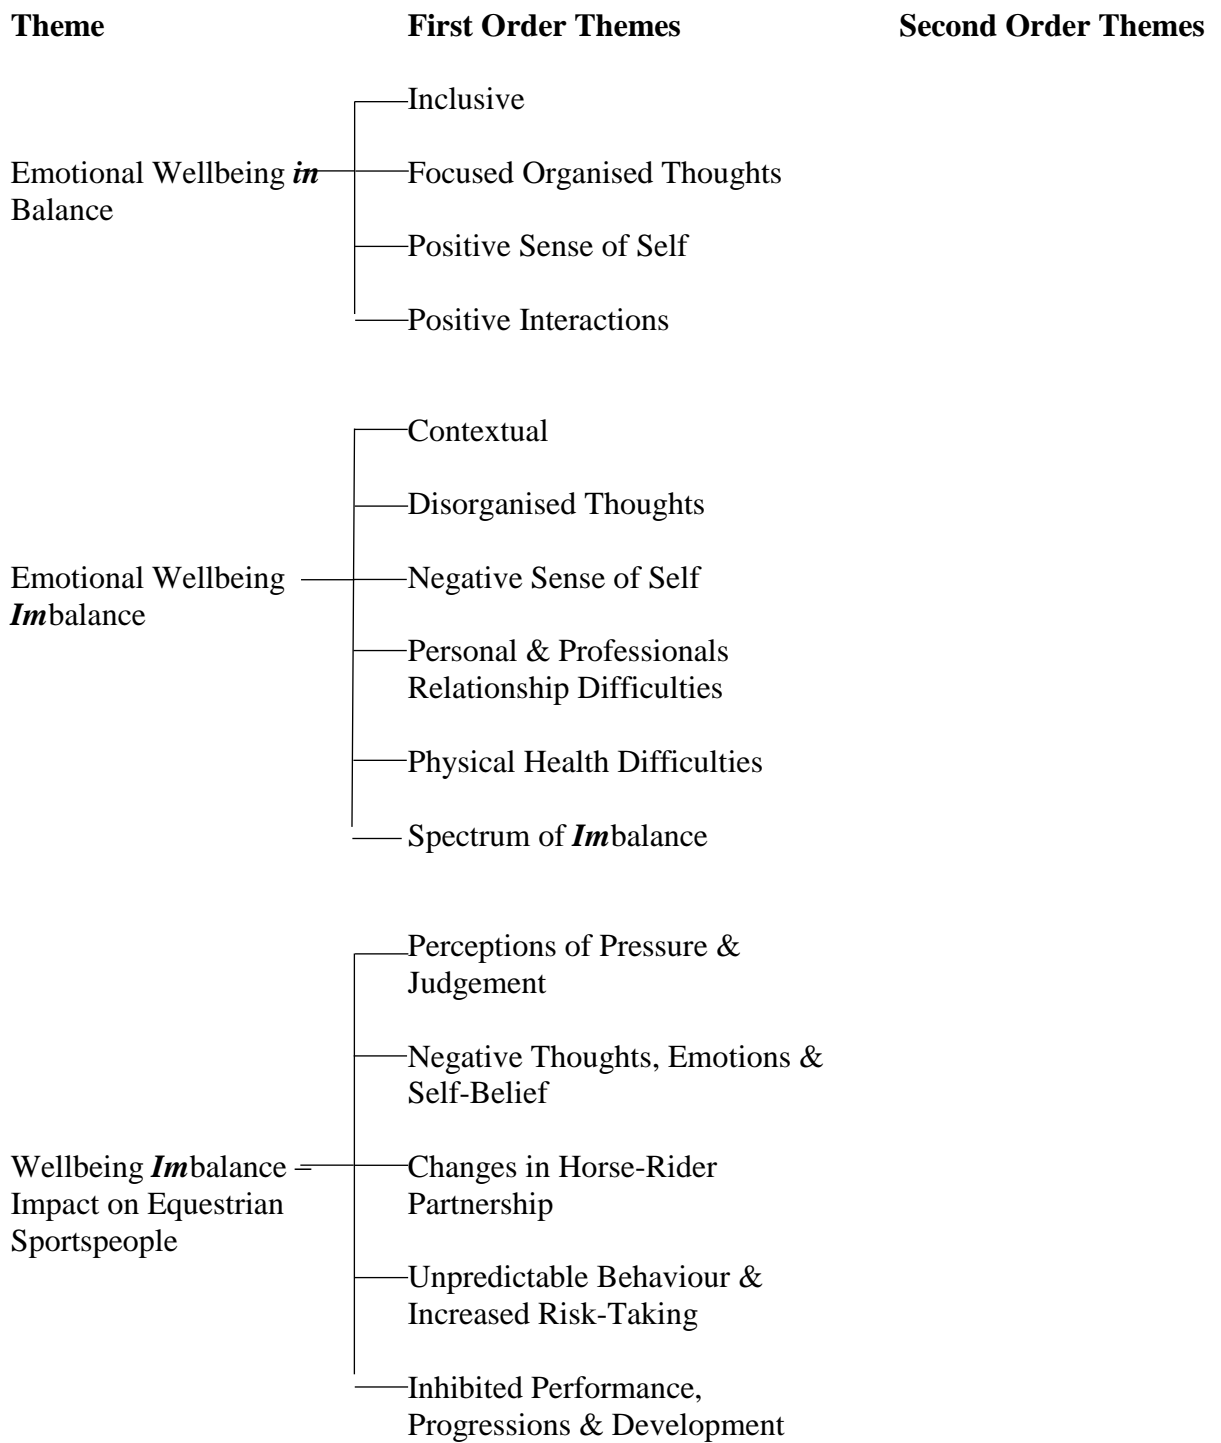 Theme First Order Themes Second Order Themes
Inclusive
Emotional Wellbeing in
Balance
Focused Organised Thoughts
Positive Sense of Self
Positive Interactions
Contextual
Disorganised Thoughts
Emotional Wellbeing
Imbalance
Negative Sense of Self
Personal & Professionals
Relationship Difficulties
Physical Health Difficulties
Spectrum of Imbalance
Perceptions of Pressure &
Judgement
Negative Thoughts, Emotions &
Self-Belief
Wellbeing Imbalance –
Impact on Equestrian
Sportspeople
Changes in Horse-Rider
Partnership
Unpredictable Behaviour &
Increased Risk-Taking
Inhibited Performance,
Progressions & Development